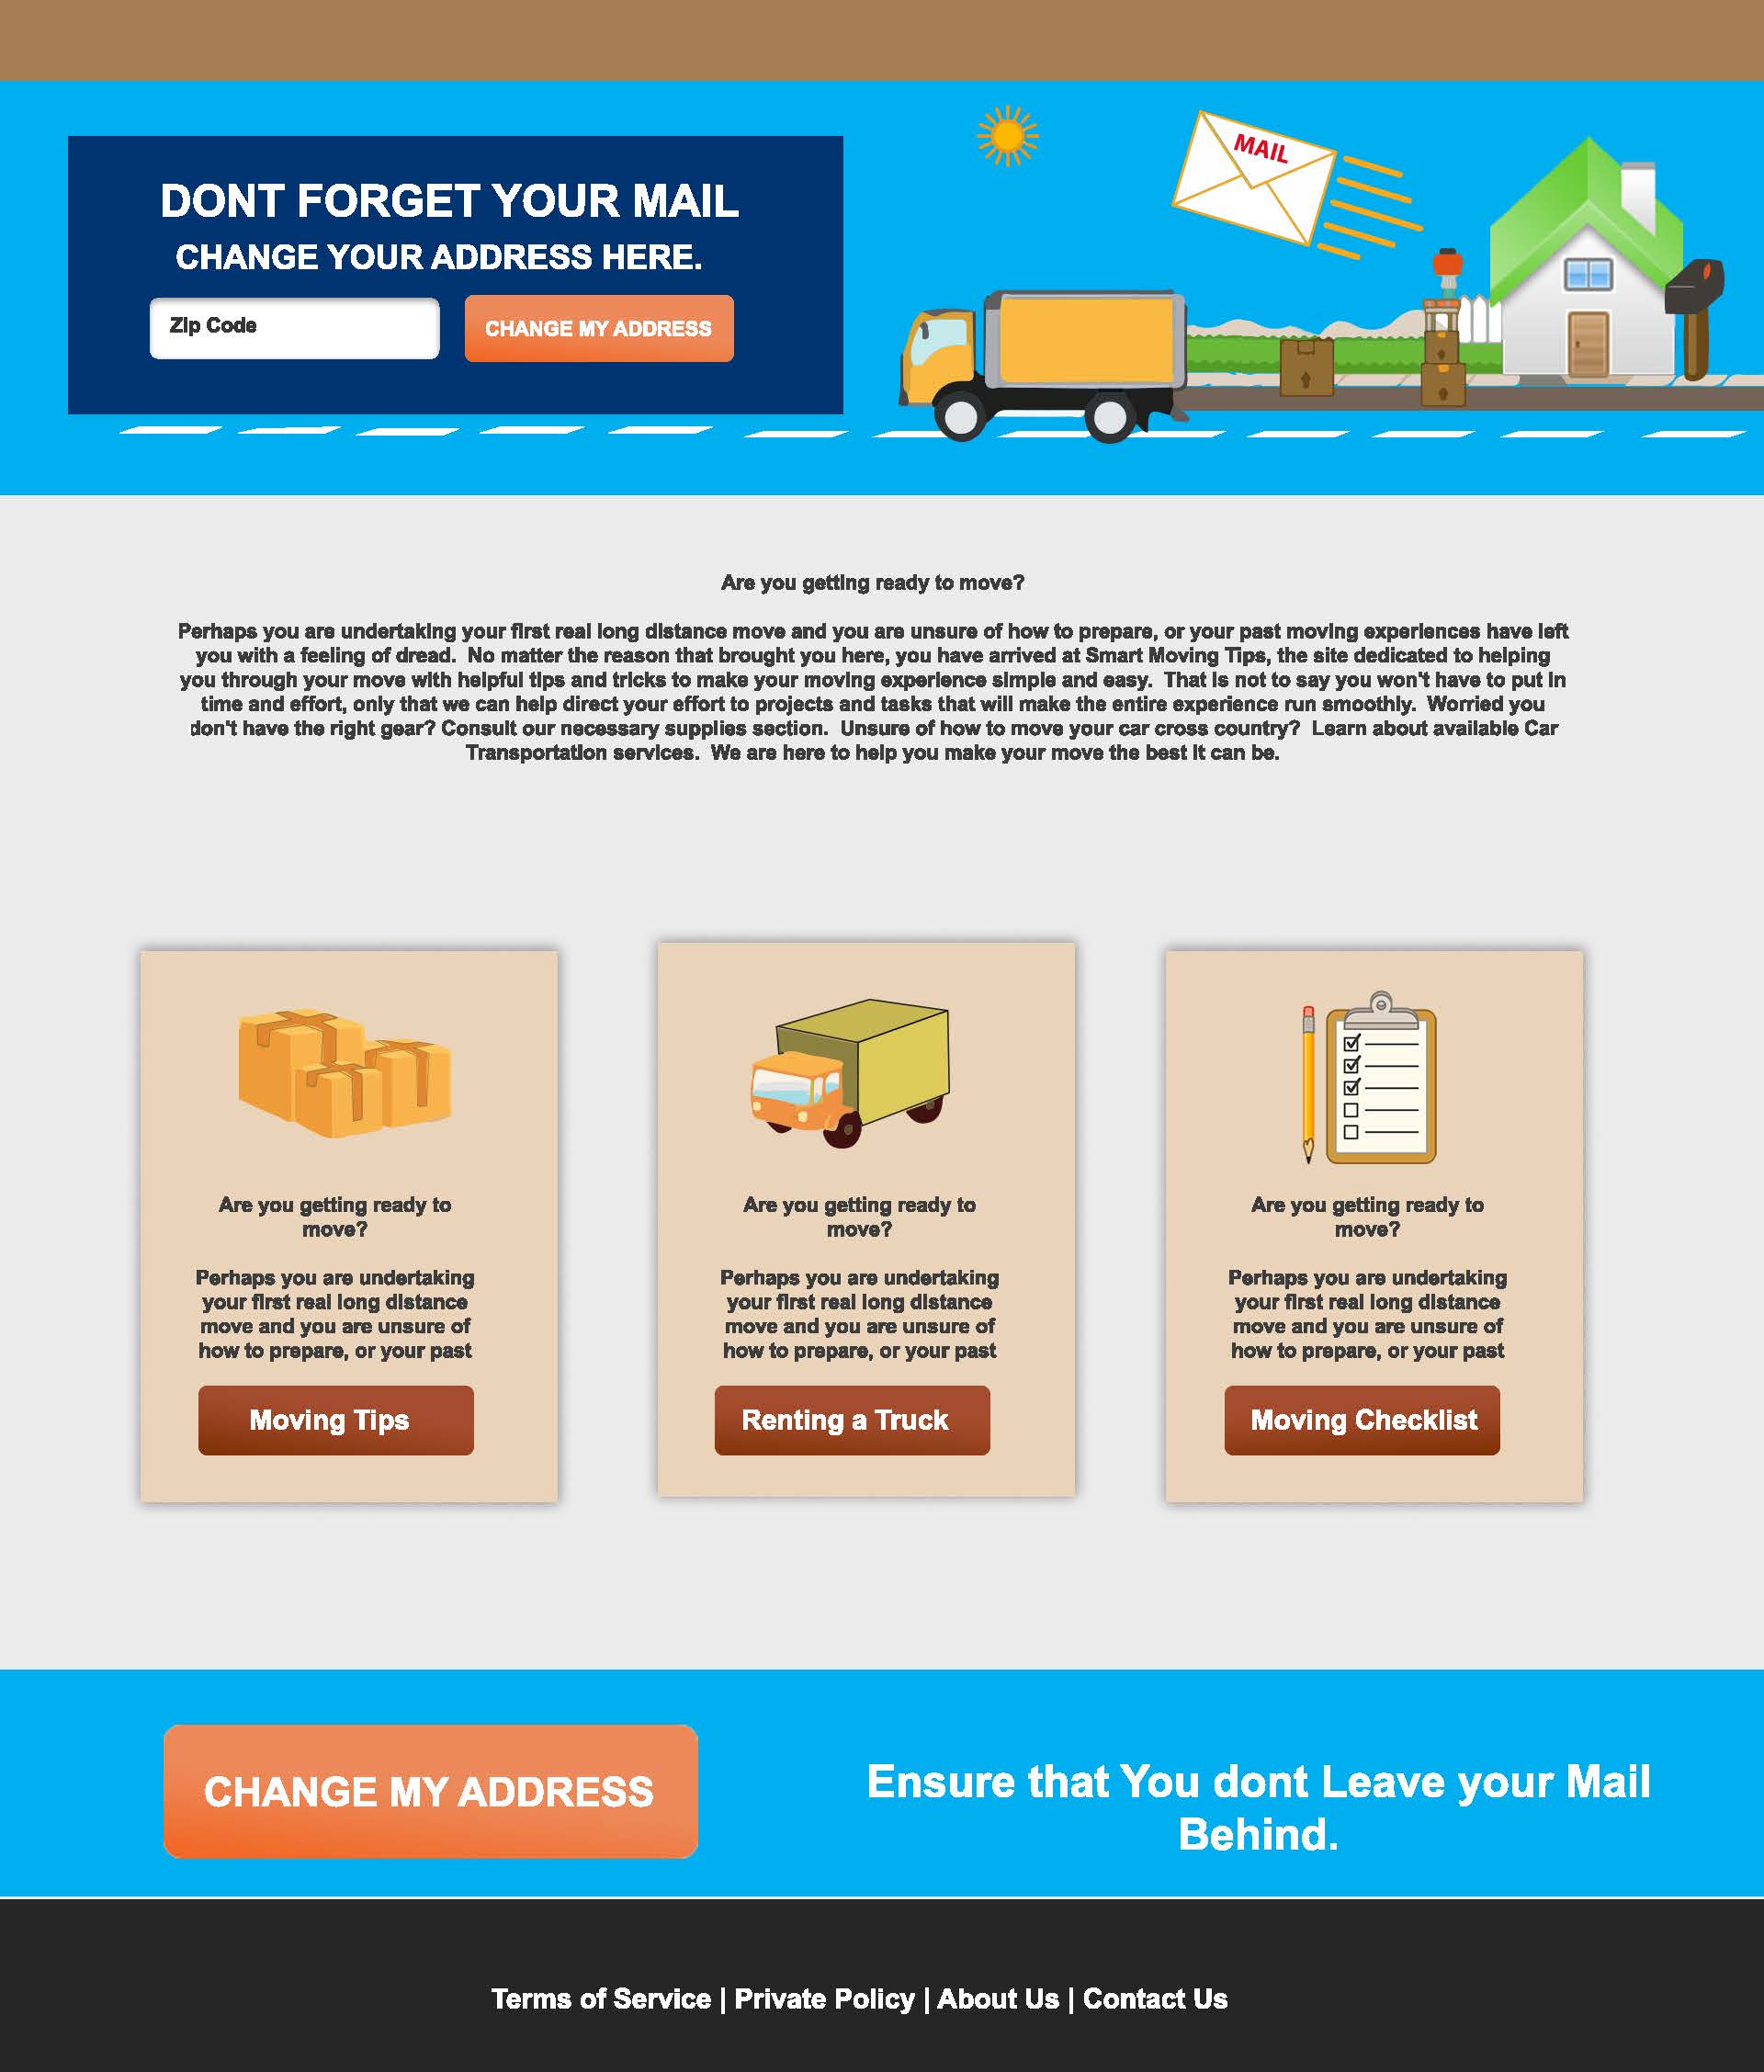 MAIL
DONT FORGET YOUR MAIL
CHANGE YOUR ADDRESS HERE.
Zip Code
CHANGE MY ADDRESS
Are you getting ready to move?
Perhaps you are undertaking your first real long distance move and you are unsure of how to prepare, or your past moving experiences have left
you with a feeling of dread.  No matter the reason that brought you here, you have arrived at Smart Moving Tips, the site dedicated to helping
you through your move with helpful tips and tricks to make your moving experience simple and easy.  That is not to say you won't have to put in
time and effort, only that we can help direct your effort to projects and tasks that will make the entire experience run smoothly.  Worried you
don't have the right gear? Consult our necessary supplies section.  Unsure of how to move your car cross country?  Learn about available Car
Transportation services.  We are here to help you make your move the best it can be.
Are you getting ready to
move?
Perhaps you are undertaking
your first real long distance
move and you are unsure of
how to prepare, or your past
Moving Tips
Are you getting ready to
move?
Perhaps you are undertaking
your first real long distance
move and you are unsure of
how to prepare, or your past
Renting a Truck
Are you getting ready to
move?
Perhaps you are undertaking
your first real long distance
move and you are unsure of
how to prepare, or your past
Moving Checklist
CHANGE MY ADDRESS
Ensure that You dont Leave your Mail
Behind.
Terms of Service | Private Policy | About Us | Contact Us